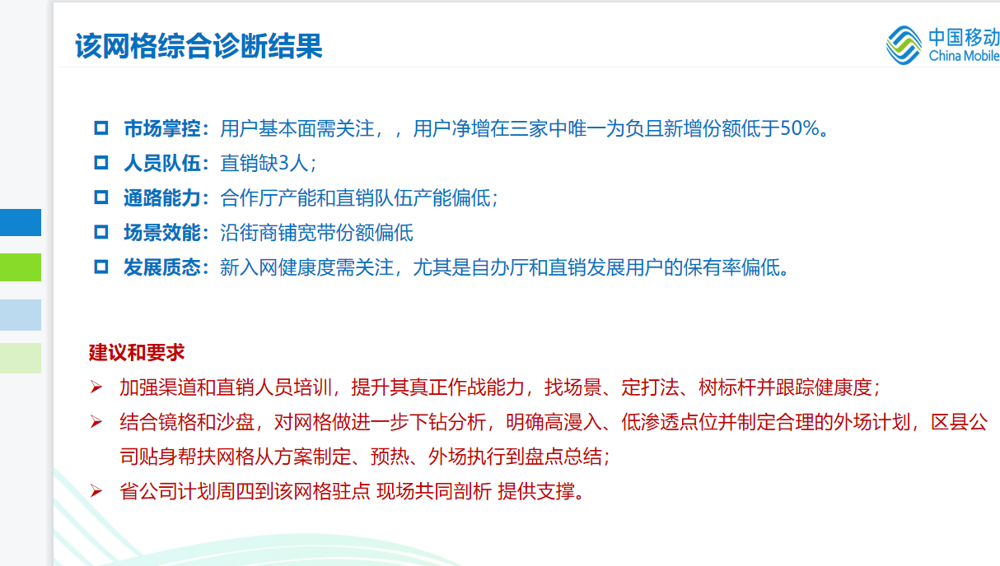 该网格综合诊断结果
中国移动
China Mobile
市场掌控：用户基本面需关注，，用户净增在三家中唯一为负且新增份额低于50%。
人员队伍：直销缺3人；
通路能力：合作厅产能和直销队伍产能偏低；
场景效能：沿街商铺宽带份额偏低
发展质态：新入网健康度需关注，尤其是自办厅和直销发展用户的保有率偏低。
建议和要求
加强渠道和直销人员培训，提升其真正作战能力，找场景、定打法、树标杆并跟踪健康度；
结合镜格和沙盘，对网格做进一步下钻分析，明确高漫入、低渗透点位并制定合理的外场计划，区县公
司贴身帮扶网格从方案制定、预热、外场执行到盘点总结；
省公司计划周四到该网格驻点 现场共同剖析 提供支撑。